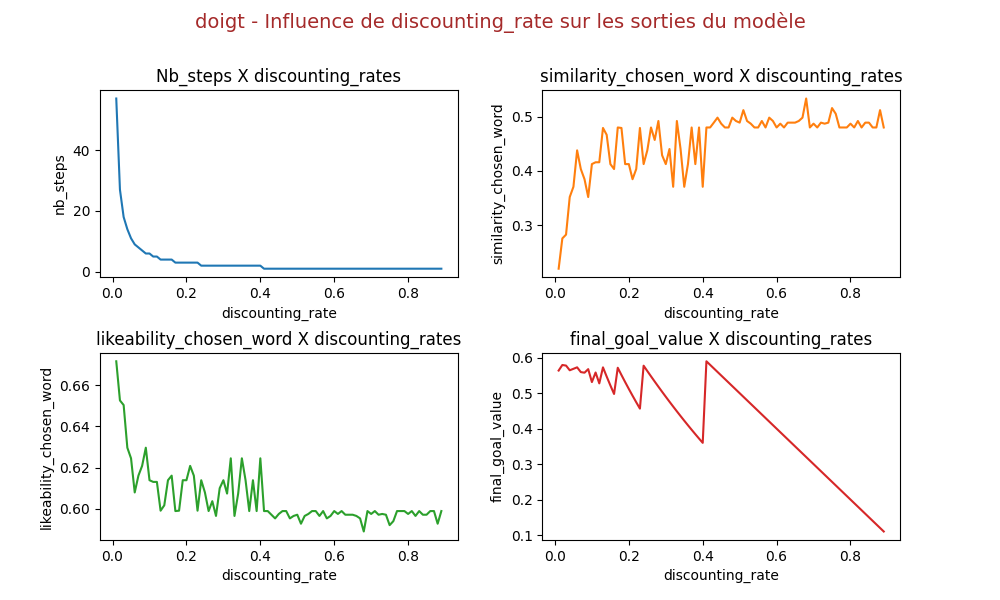 doigt - Influence de discounting_rate sur les sorties du modèle
Nb_steps X discounting_rates
nb_steps
40
20
0
0.0 0.2 0.4 0.6 0.8
discounting_rate
similarity_chosen_word X discounting_rates
similarity_chosen_word
0.5
0.4
0.3
0.0 0.2 0.4 0.6 0.8
discounting_rate
likeability_chosen_word X discounting_rates
likeability_chosen_word
0.66
0.64
0.62
0.60
0.0 0.2 0.4 0.6 0.8
discounting_rate
final_goal_value X discounting_rates
final_goal_value
0.6
0.5
0.4
0.3
0.2
0.1
0.0 0.2 0.4 0.6 0.8
discounting_rate